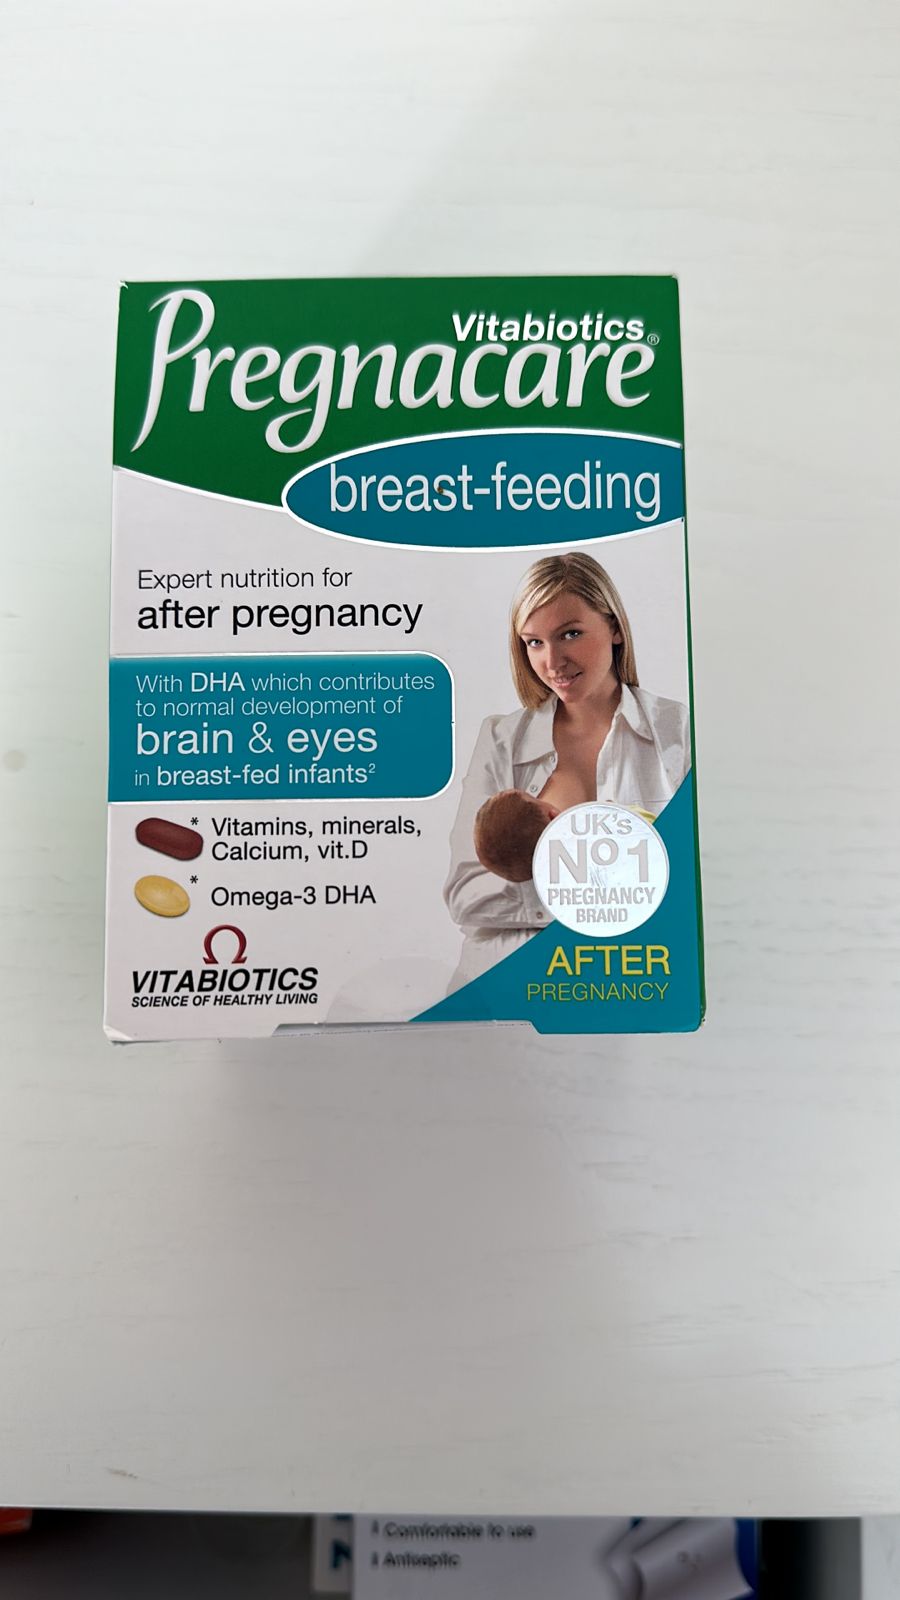 Vitabiotics
Pregnacare®
breast-feeding
Expert nutrition for
after pregnancy
With DHA which contributes
to normal development of
brain & eyes
in breast-fed infants²
* Vitamins, minerals,
Calcium, vit.D
* Omega-3 DHA
UK's
Nº1
PREGNANCY
BRAND
VITABIOTICS
SCIENCE OF HEALTHY LIVING
AFTER
PREGNANCY
Comfortable to use
Antiseptic